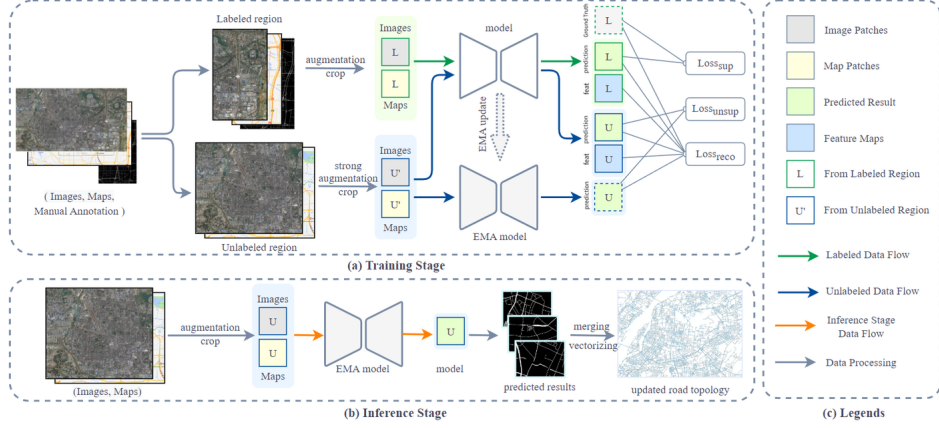 Labeled region
Images
L
L
Maps
augmentation
crop
model
Ground Truth
L
prediction
L
feat
L
Loss_sup
Loss_unsup
Loss_reco
EMA update
( Images, Maps,
Manual Annotation )
strong
augmentation
crop
Images
U'
U'
Maps
prediction
U
feat
U
prediction
U
Unlabeled region
EMA model
(a) Training Stage
Images
U
U
Maps
augmentation
crop
EMA model
U
model
merging
vectorizing
(Images, Maps)
predicted results
updated road topology
(b) Inference Stage
Image Patches
Map Patches
Predicted Result
Feature Maps
L
From Labeled Region
U'
From Unlabeled Region
Labeled Data Flow
Unlabeled Data Flow
Inference Stage
Data Flow
Data Processing
(c) Legends